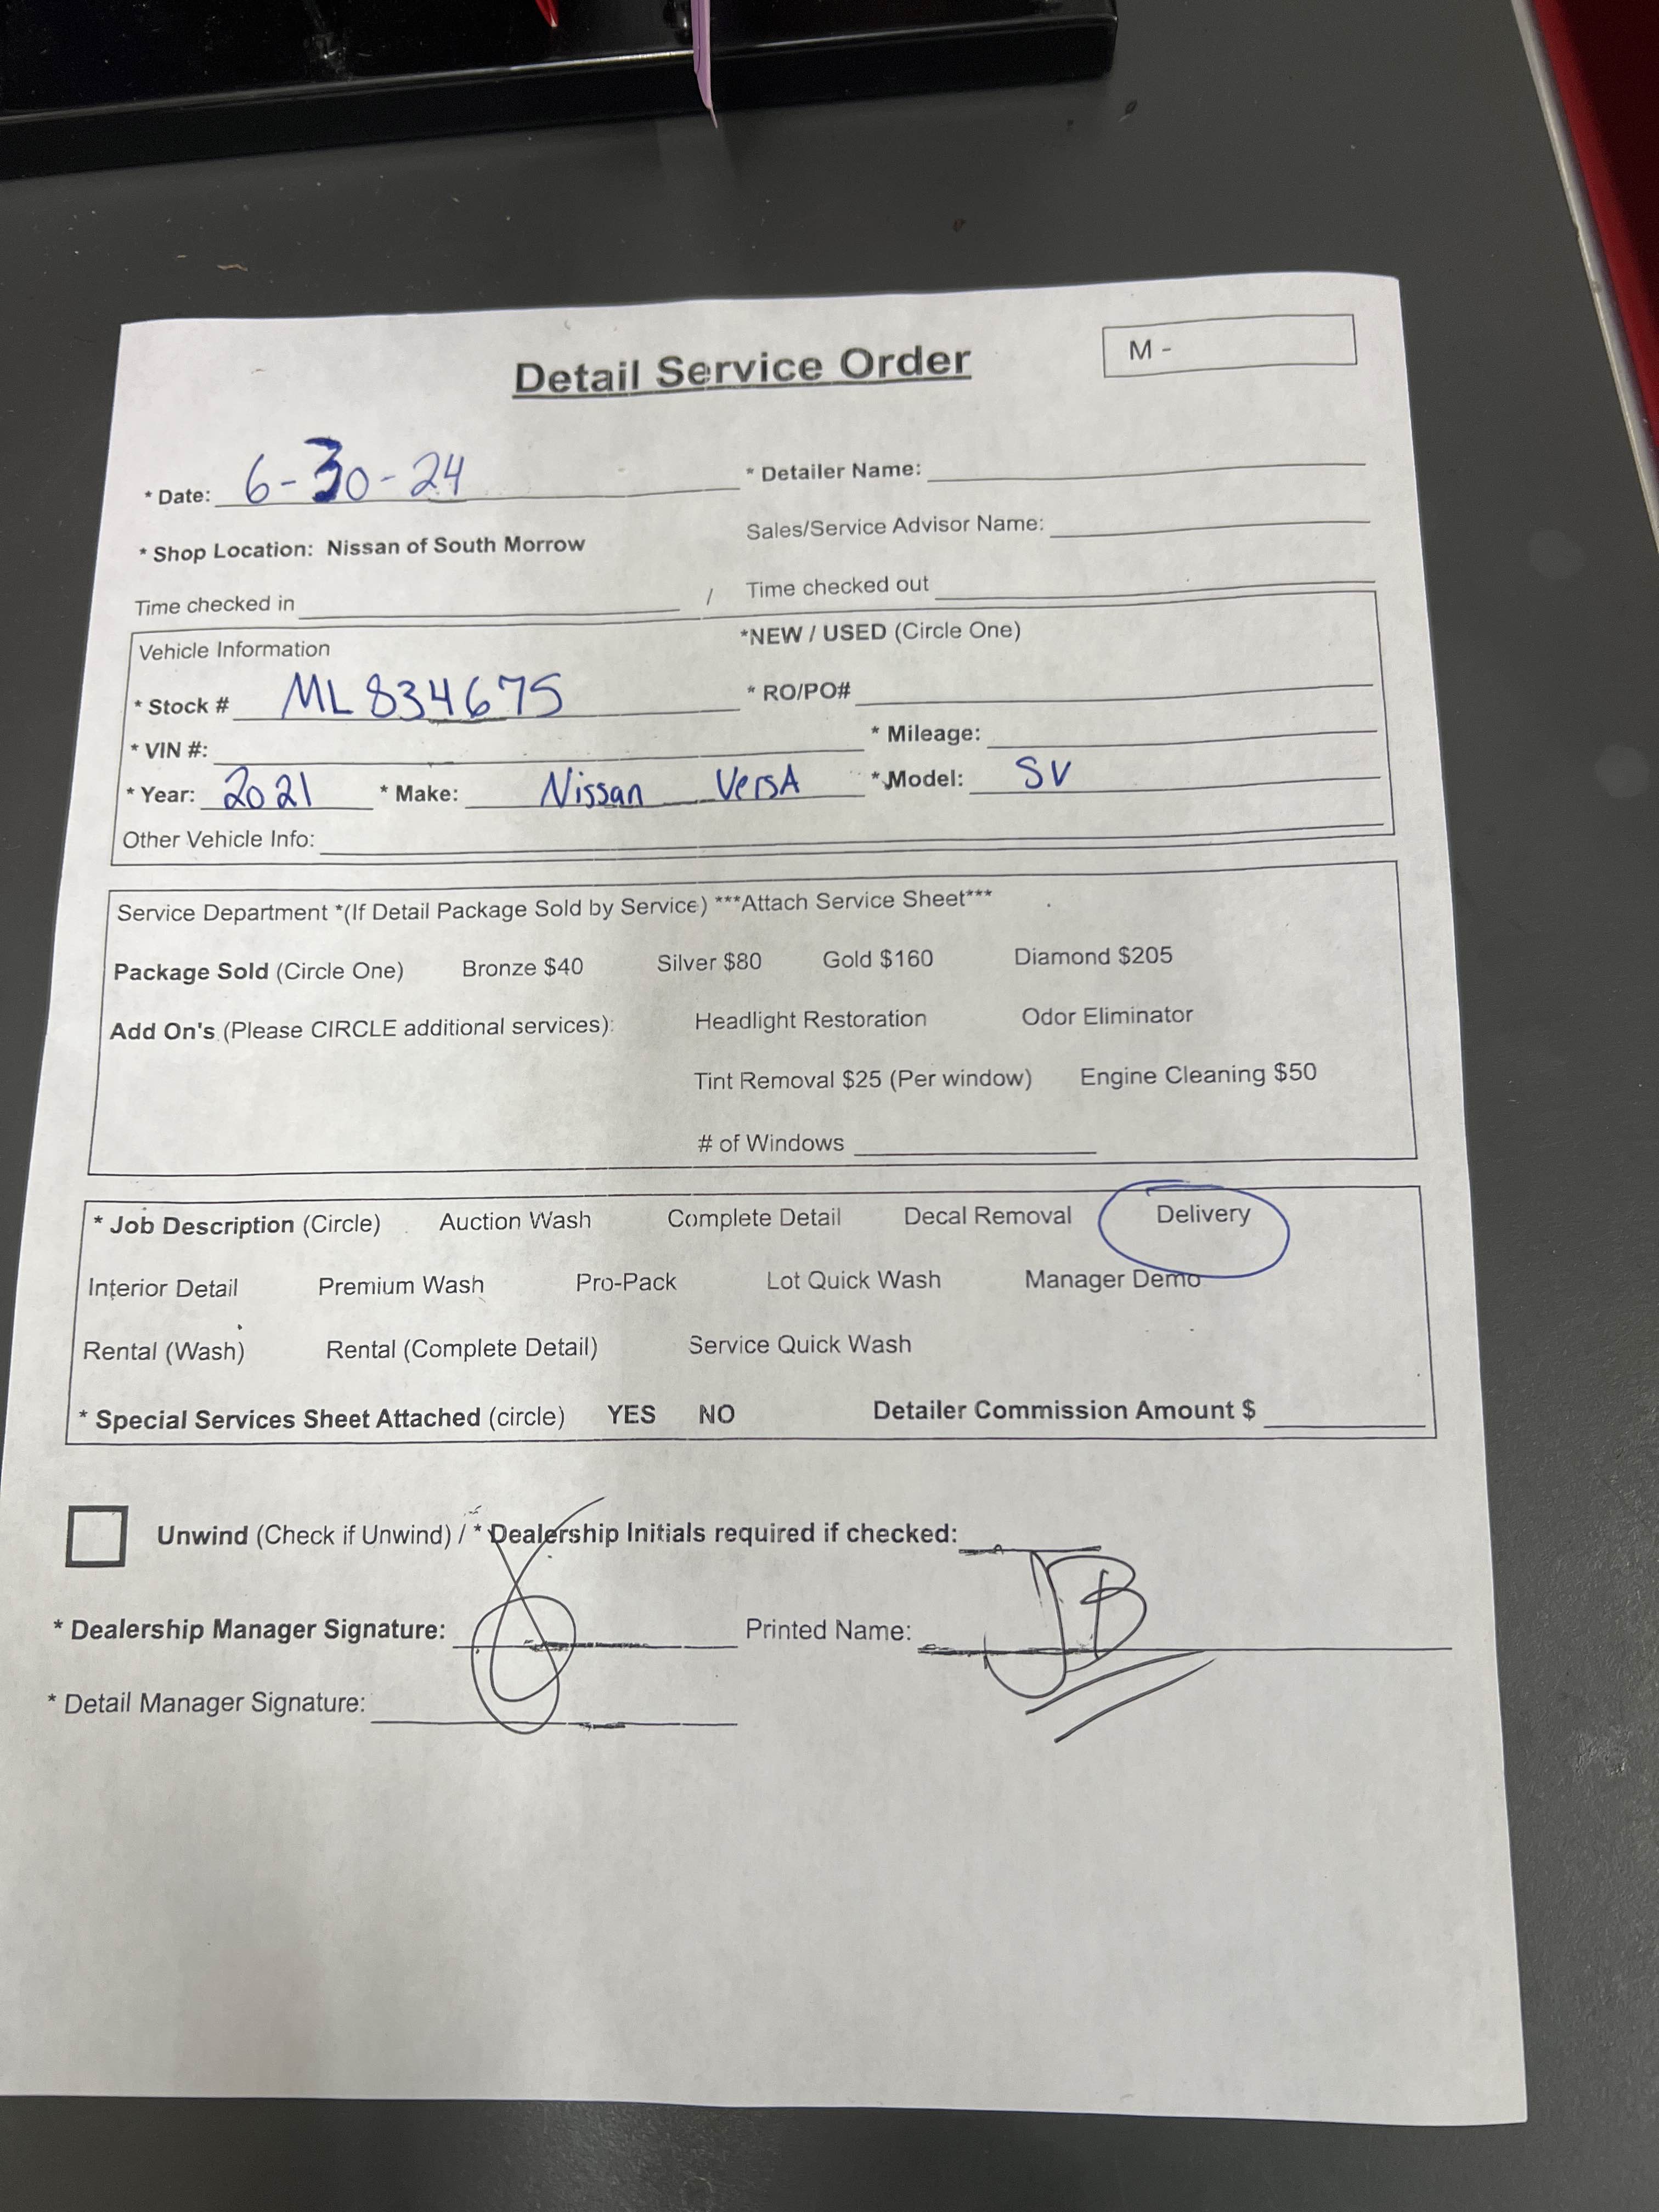 Detail Service Order
M -
* Date: 6-30-24 * Detailer Name:
* Shop Location: Nissan of South Morrow Sales/Service Advisor Name:
Time checked in / Time checked out
Vehicle Information *NEW / USED (Circle One)
* Stock # ML834675 * RO/PO#
* VIN #: * Mileage:
* Year: 2021 * Make: Nissan VersA * Model: SV
Other Vehicle Info:
Service Department *(If Detail Package Sold by Service) ***Attach Service Sheet***
Package Sold (Circle One) Bronze $40 Silver $80 Gold $160 Diamond $205
Add On's (Please CIRCLE additional services): Headlight Restoration Odor Eliminator
Tint Removal $25 (Per window) Engine Cleaning $50
# of Windows
* Job Description (Circle) Auction Wash Complete Detail Decal Removal Delivery
Interior Detail Premium Wash Pro-Pack Lot Quick Wash Manager Demo
Rental (Wash) Rental (Complete Detail) Service Quick Wash
* Special Services Sheet Attached (circle) YES NO Detailer Commission Amount $
Unwind (Check if Unwind) / * Dealership Initials required if checked:
* Dealership Manager Signature: Printed Name: JB
* Detail Manager Signature: